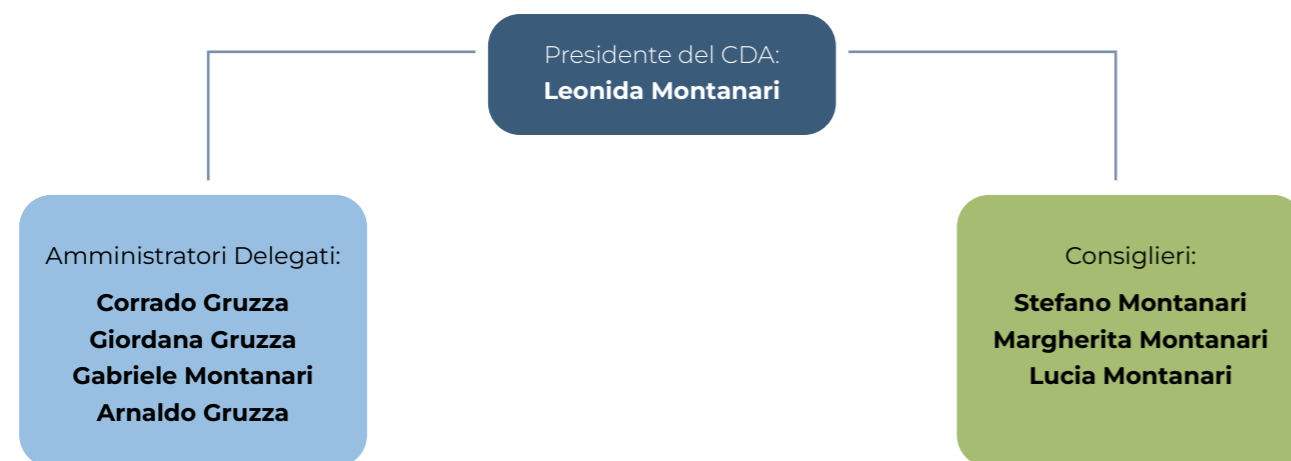 Presidente del CDA:
Leonida Montanari
Amministratori Delegati:
Corrado Gruzza
Giordana Gruzza
Gabriele Montanari
Arnaldo Gruzza
Consiglieri:
Stefano Montanari
Margherita Montanari
Lucia Montanari